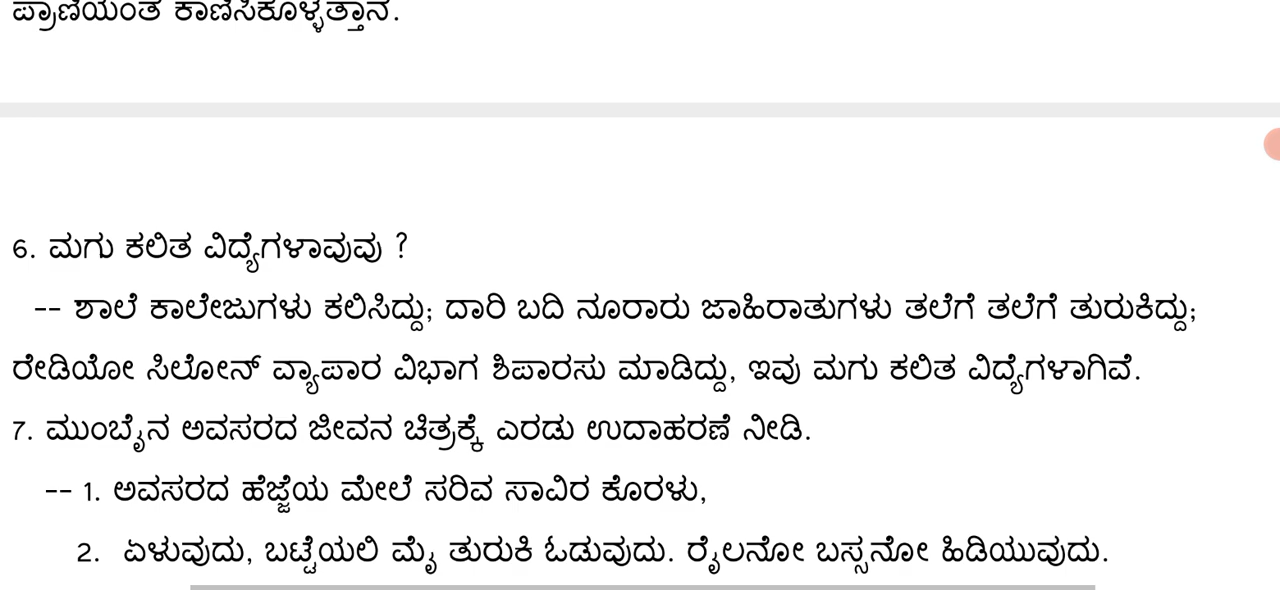 ಪ್ರಾಣಿಯಂತೆ ಕಾಣಿಸಿಕೊಳ್ಳತ್ತಾನೆ.
6. ಮಗು ಕಲಿತ ವಿದ್ಯೆಗಳಾವುವು ?
-- ಶಾಲೆ ಕಾಲೇಜುಗಳು ಕಲಿಸಿದ್ದು; ದಾರಿ ಬದಿ ನೂರಾರು ಜಾಹಿರಾತುಗಳು ತಲೆಗೆ ತಲೆಗೆ ತುರುಕಿದ್ದು;
ರೇಡಿಯೋ ಸಿಲೋನ್ ವ್ಯಾಪಾರ ವಿಭಾಗ ಶಿಪಾರಸು ಮಾಡಿದ್ದು, ಇವು ಮಗು ಕಲಿತ ವಿದ್ಯೆಗಳಾಗಿವೆ.
7. ಮುಂಬೈನ ಅವಸರದ ಜೀವನ ಚಿತ್ರಕ್ಕೆ ಎರಡು ಉದಾಹರಣೆ ನೀಡಿ.
-- 1. ಅವಸರದ ಹೆಜ್ಜೆಯ ಮೇಲೆ ಸರಿವ ಸಾವಿರ ಕೊರಳು,
2. ಏಳುವುದು, ಬಟ್ಟೆಯಲಿ ಮೈ ತುರುಕಿ ಓಡುವುದು. ರೈಲನೋ ಬಸ್ಸನೋ ಹಿಡಿಯುವುದು.